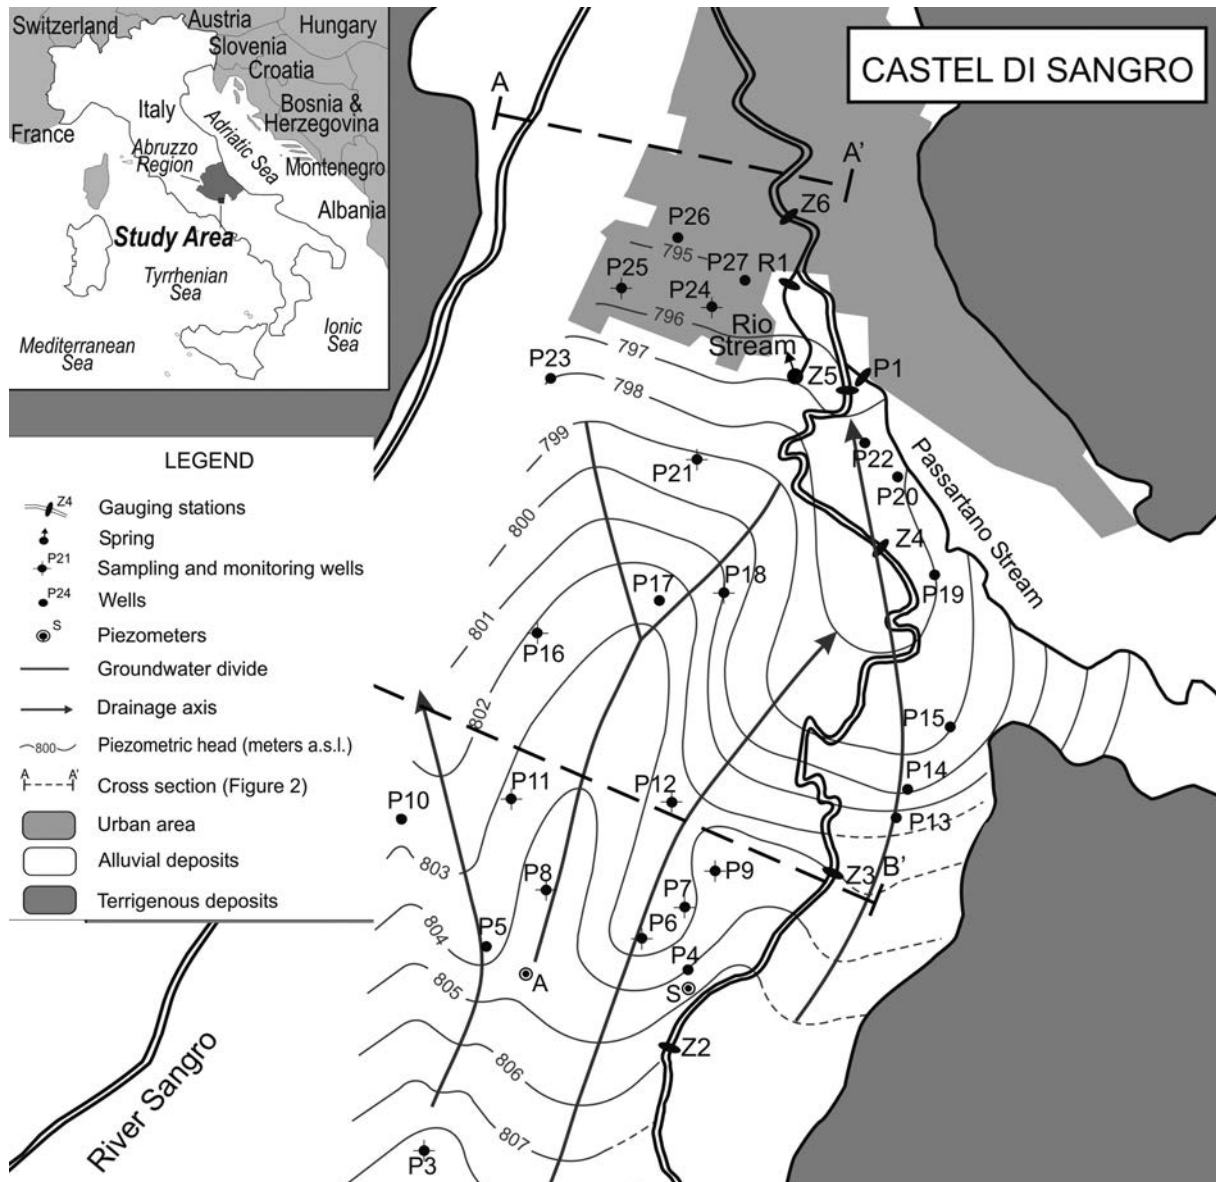 Switzerland
Austria
Hungary
Slovenia
Croatia
Italy
Bosnia &
Herzegovina
France
Adriatic Sea
Abruzzo
Region
Montenegro
Albania
Study Area
Tyrrhenian
Sea
Ionic
Sea
Mediterranean
Sea
CASTEL DI SANGRO
A
A'
Z6
P26
795
P25
P27
R1
P24
796
Rio
Stream
797
P23
Z5
P1
798
799
P21
P22
P20
Passartano Stream
800
Z4
P17
P18
P19
801
P16
802
P15
P14
P11
P12
P10
P13
803
P8
P9
Z3
B'
P7
P5
P6
804
P4
A
S
805
Z2
806
807
P3
River Sangro
LEGEND
Z4
Gauging stations
Spring
P21
Sampling and monitoring wells
P24
Wells
S
Piezometers
Groundwater divide
Drainage axis
800
Piezometric head (meters a.s.l.)
A A'
Cross section (Figure 2)
Urban area
Alluvial deposits
Terrigenous deposits